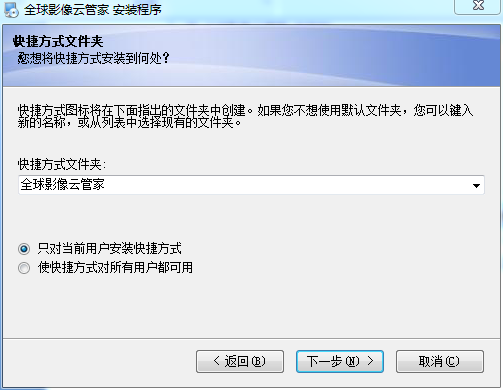 全球影像云管家 安装程序
快捷方式文件夹
您想将快捷方式安装到何处？
快捷方式图标将在下面指出的文件夹中创建。如果您不想使用默认文件夹，您可以键入
新的名称，或从列表中选择现有的文件夹。
快捷方式文件夹:
全球影像云管家
只对当前用户安装快捷方式
使快捷方式对所有用户都可用
< 返回(B)
下一步(N) >
取消(C)